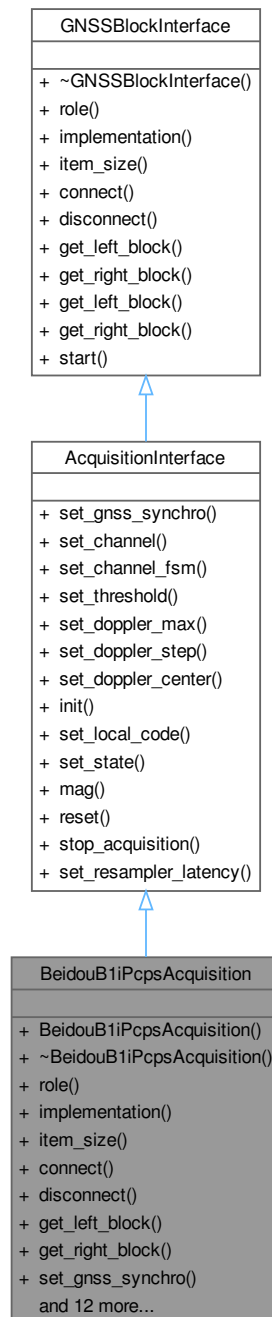 GNSSBlockInterface
+ ~GNSSBlockInterface()
+ role()
+ implementation()
+ item_size()
+ connect()
+ disconnect()
+ get_left_block()
+ get_right_block()
+ get_left_block()
+ get_right_block()
+ start()
AcquisitionInterface
+ set_gnss_synchro()
+ set_channel()
+ set_channel_fsm()
+ set_threshold()
+ set_doppler_max()
+ set_doppler_step()
+ set_doppler_center()
+ init()
+ set_local_code()
+ set_state()
+ mag()
+ reset()
+ stop_acquisition()
+ set_resampler_latency()
BeidouB1iPcpsAcquisition
+ BeidouB1iPcpsAcquisition()
+ ~BeidouB1iPcpsAcquisition()
+ role()
+ implementation()
+ item_size()
+ connect()
+ disconnect()
+ get_left_block()
+ get_right_block()
+ set_gnss_synchro()
and 12 more...